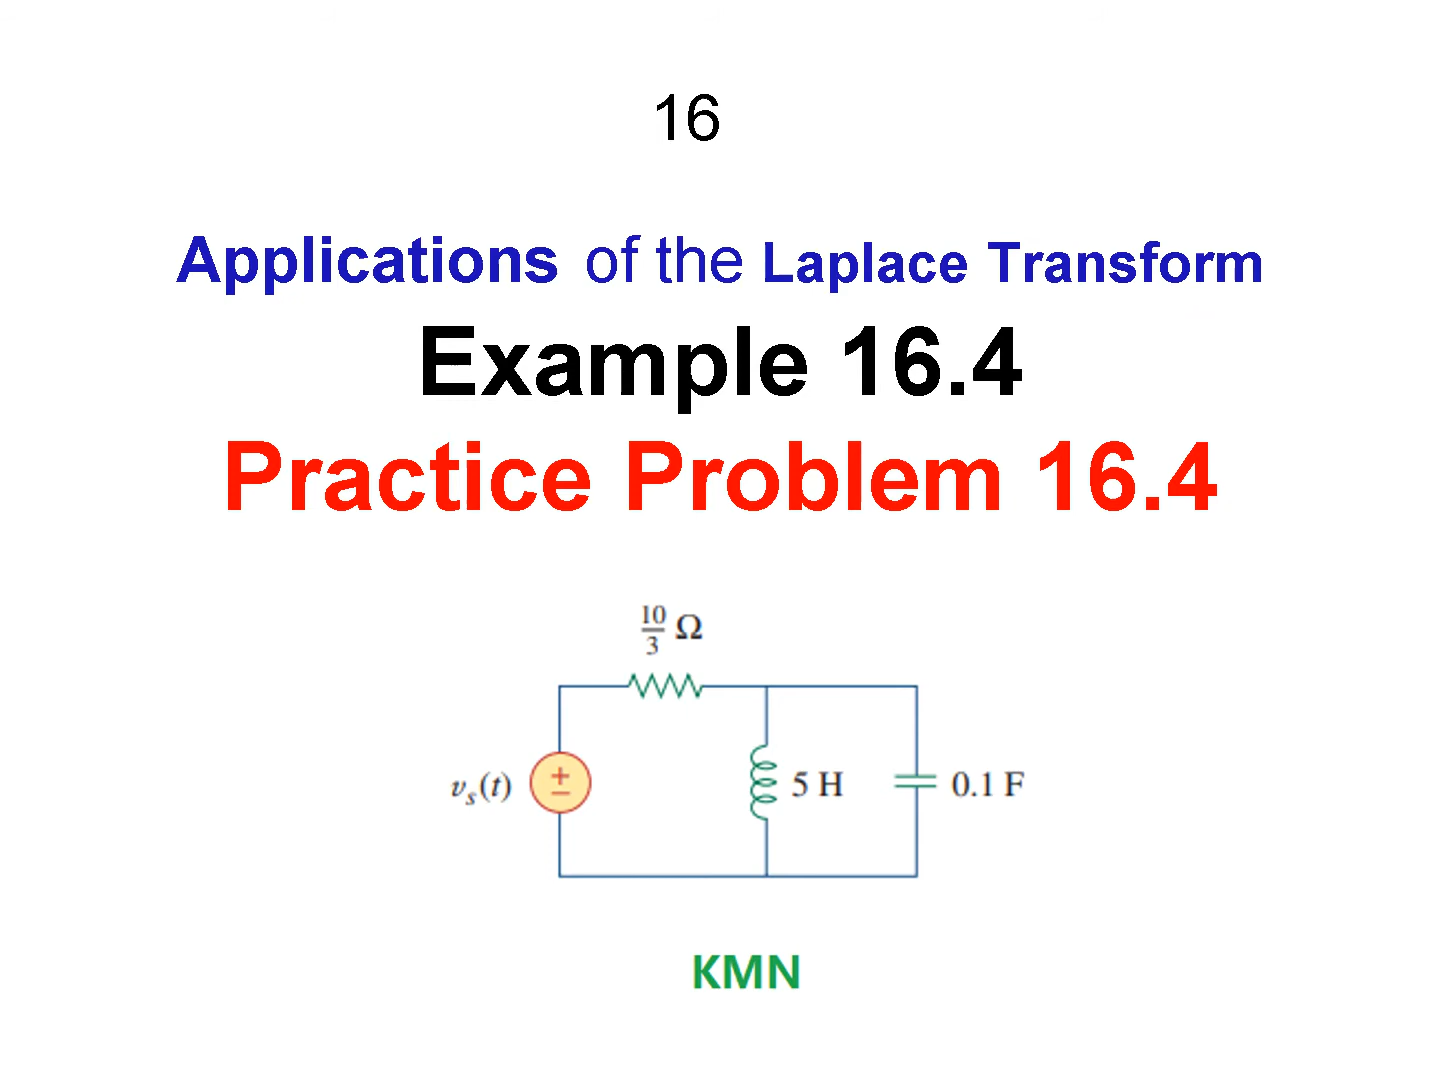 16
Applications of the Laplace Transform
Example 16.4
Practice Problem 16.4
10/3 Ω
vs(t)
+
−
5 H
0.1 F
KMN